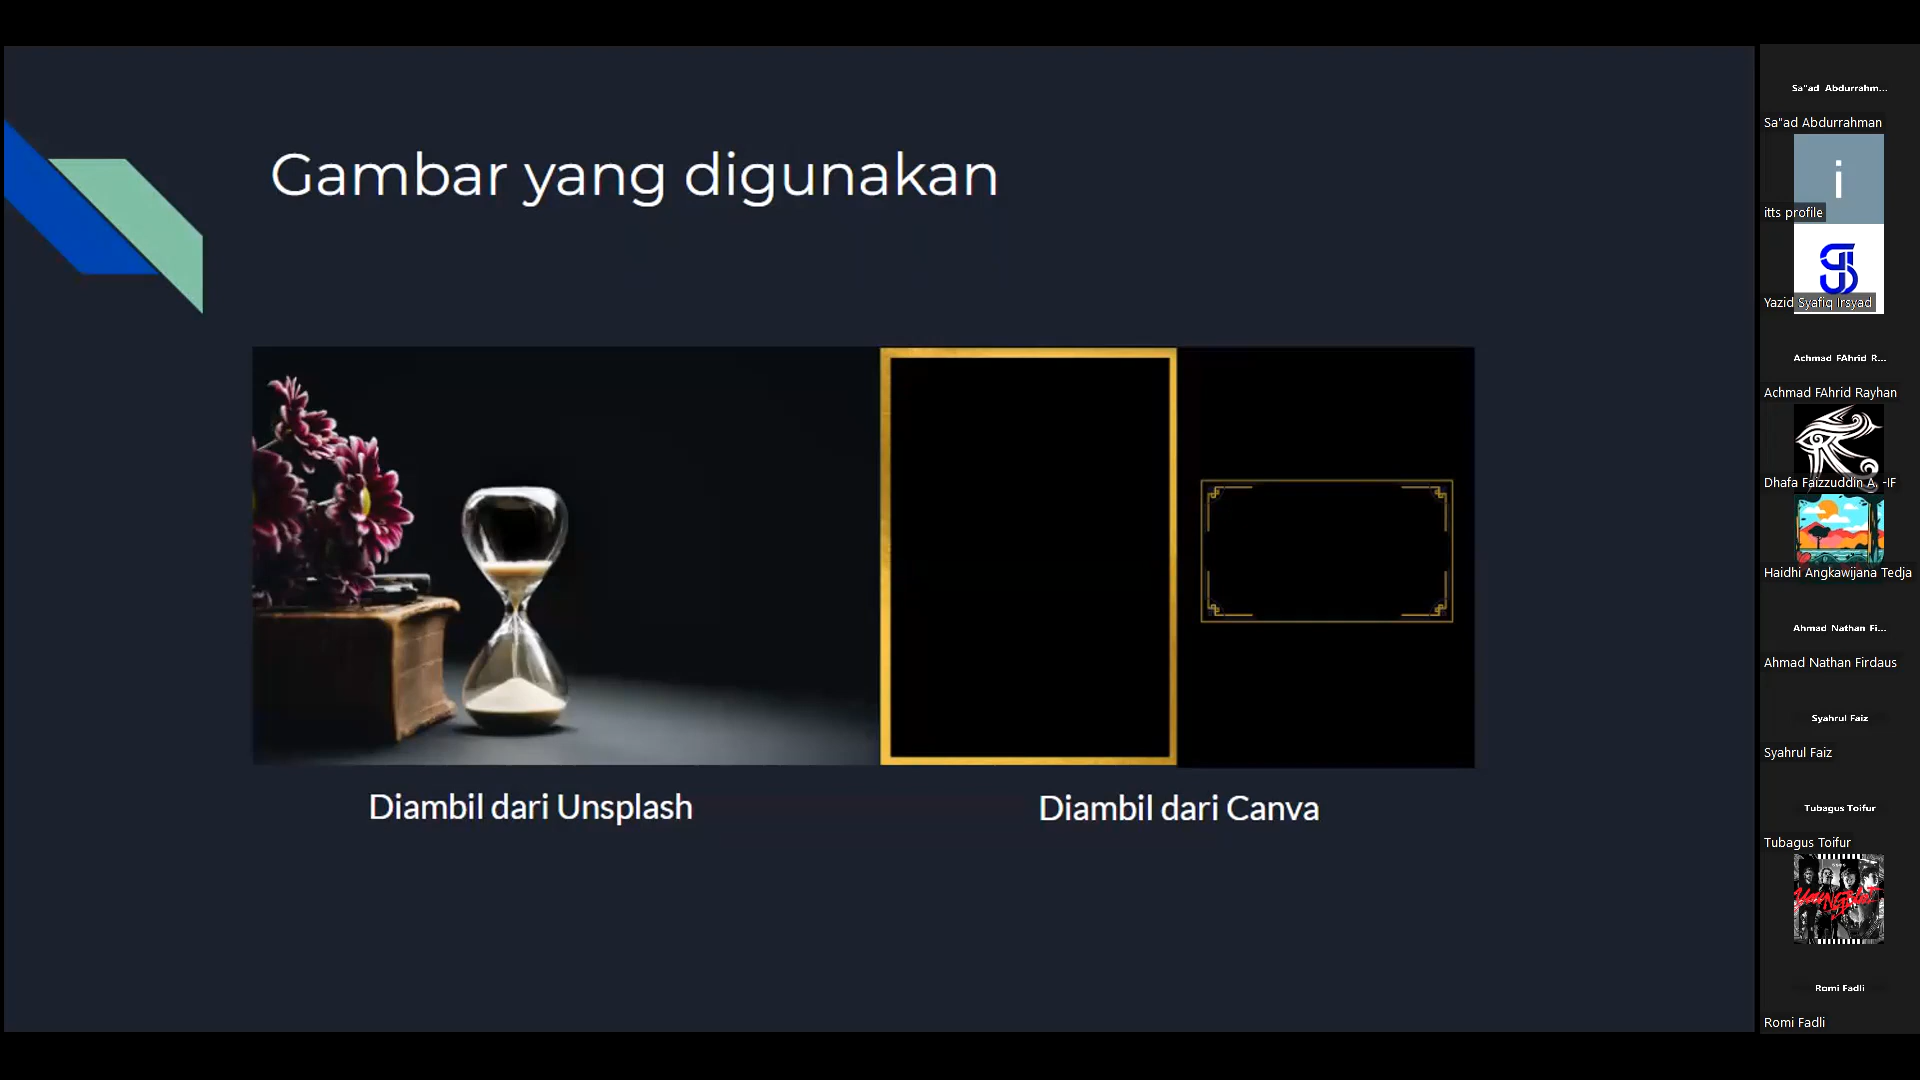 Gambar yang digunakan
Diambil dari Unsplash
Diambil dari Canva
Sa"ad Abdurrahm...
Sa"ad Abdurrahman
i
itts profile
Yazid Syafiq Irsyad
Achmad FAhrid R...
Achmad FAhrid Rayhan
Dhafa Faizzuddin A. -IF
Haidhi Angkawijana Tedja
Ahmad Nathan Fi...
Ahmad Nathan Firdaus
Syahrul Faiz
Syahrul Faiz
Tubagus Toifur
Tubagus Toifur
Romi Fadli
Romi Fadli